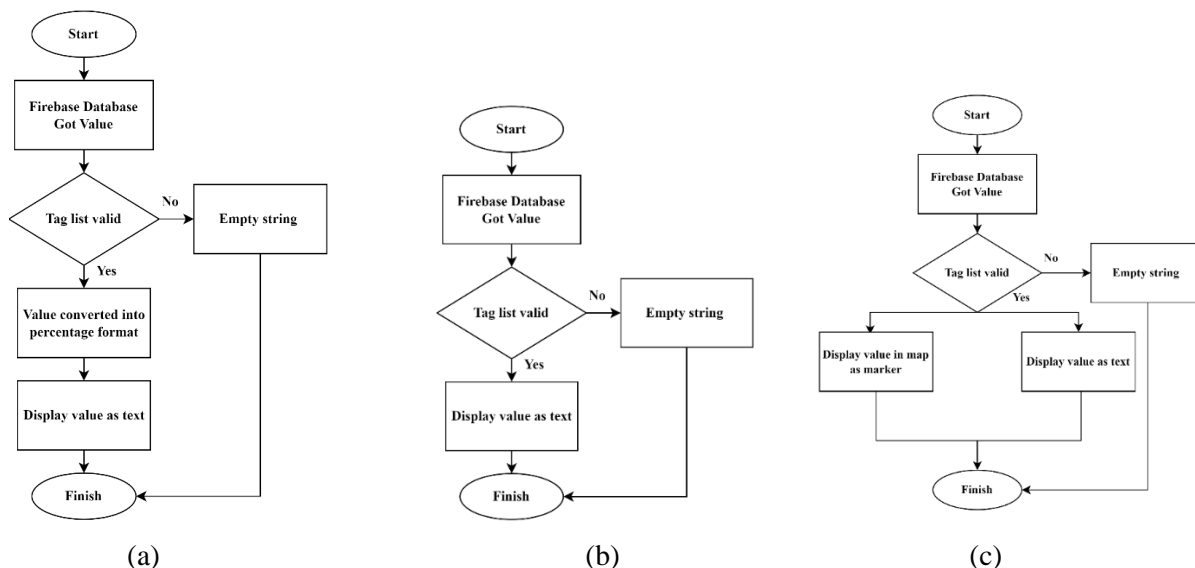 Start
Firebase Database
Got Value
Tag list valid
No
Empty string
Yes
Value converted into
percentage format
Display value as text
Finish
(a)
Start
Firebase Database
Got Value
Tag list valid
No
Empty string
Yes
Display value as text
Finish
(b)
Start
Firebase Database
Got Value
Tag list valid
No
Empty string
Yes
Display value in map
as marker
Display value as text
Finish
(c)